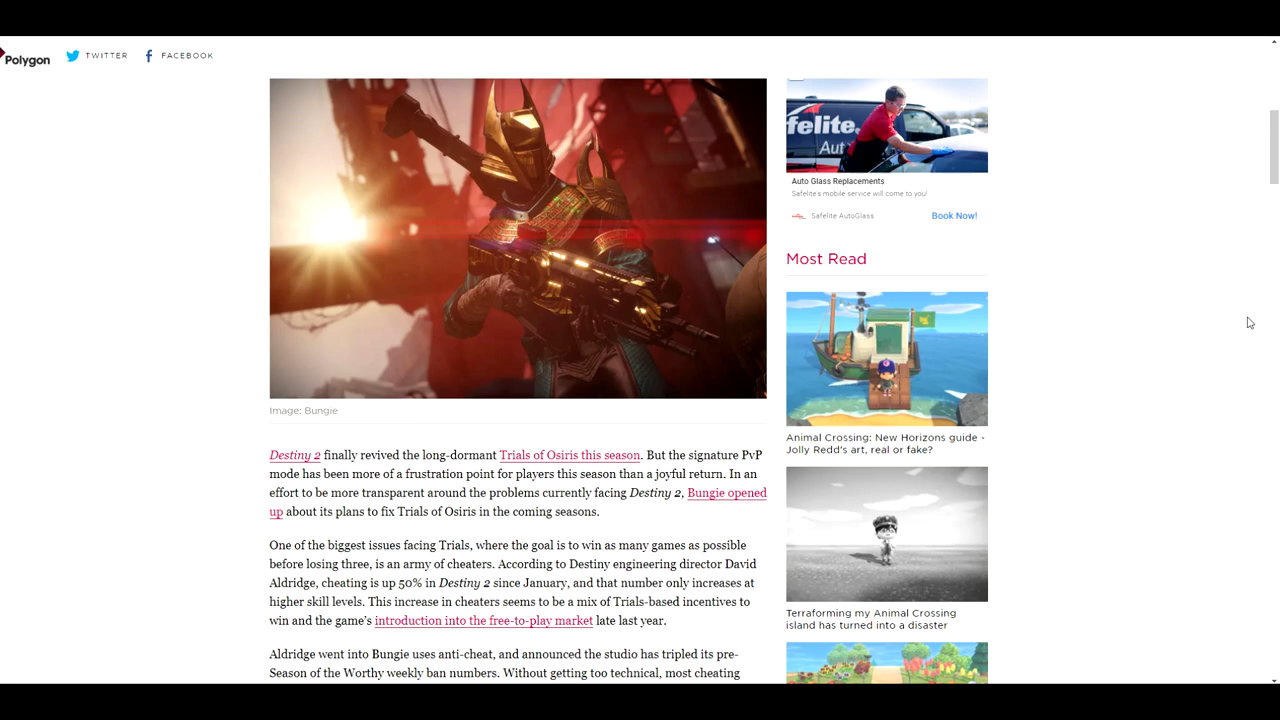 Polygon
TWITTER
FACEBOOK
Image: Bungie
Destiny 2 finally revived the long-dormant Trials of Osiris this season. But the signature PvP
mode has been more of a frustration point for players this season than a joyful return. In an
effort to be more transparent around the problems currently facing Destiny 2, Bungie opened
up about its plans to fix Trials of Osiris in the coming seasons.
One of the biggest issues facing Trials, where the goal is to win as many games as possible
before losing three, is an army of cheaters. According to Destiny engineering director David
Aldridge, cheating is up 50% in Destiny 2 since January, and that number only increases at
higher skill levels. This increase in cheaters seems to be a mix of Trials-based incentives to
win and the game's introduction into the free-to-play market late last year.
Aldridge went into Bungie uses anti-cheat, and announced the studio has tripled its pre-
Season of the Worthy weekly ban numbers. Without getting too technical, most cheating
felite.
Aut
Auto Glass Replacements
Safelite's mobile service will come to you!
Safelite AutoGlass
Book Now!
Most Read
Animal Crossing: New Horizons guide -
Jolly Redd's art, real or fake?
Terraforming my Animal Crossing
island has turned into a disaster